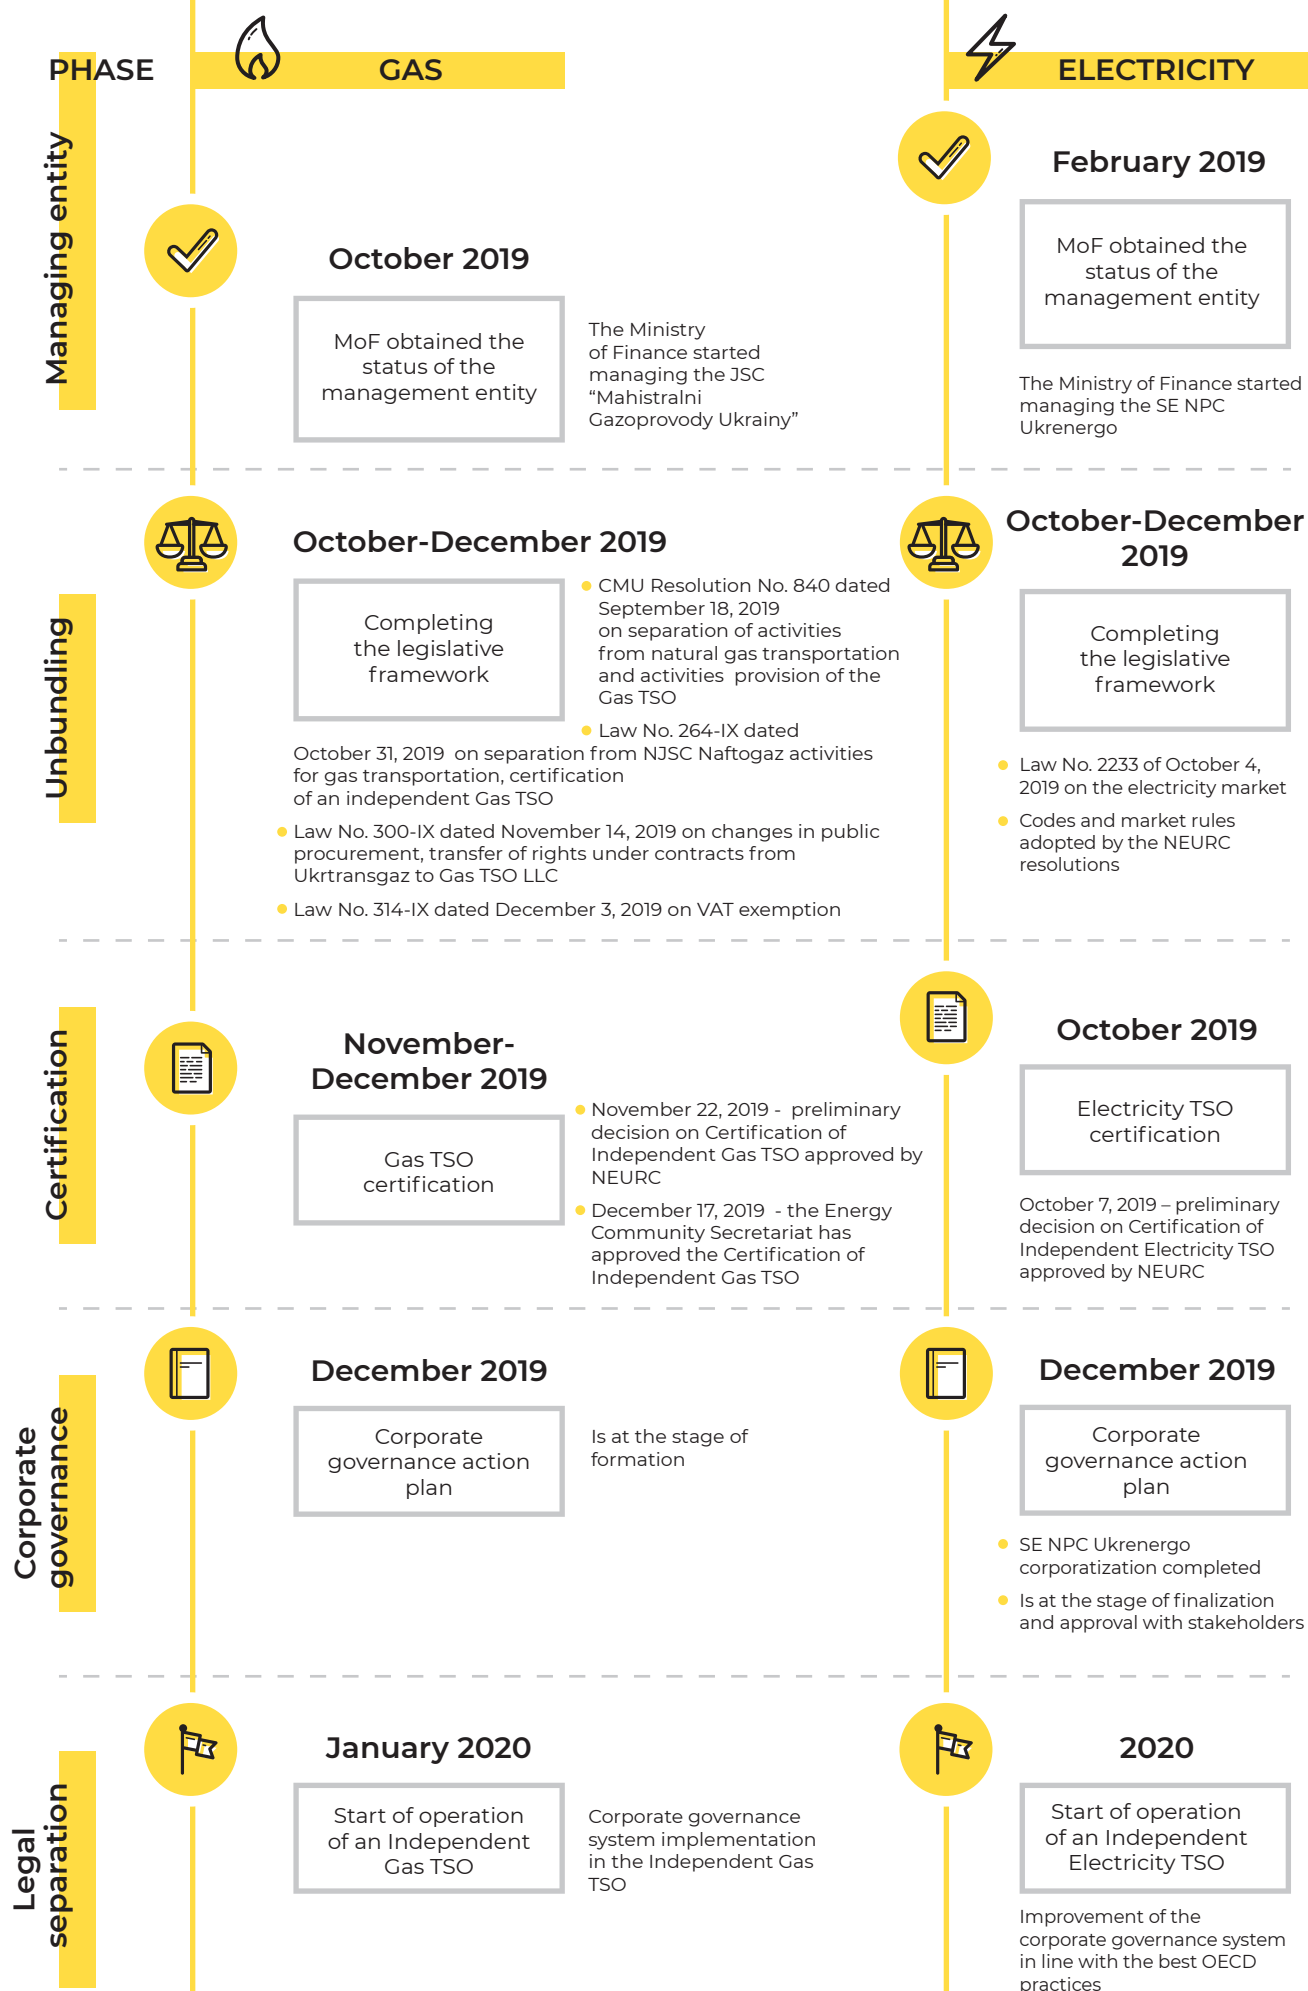 PHASE
GAS
ELECTRICITY
Managing entity
October 2019
MoF obtained the
status of the
management entity
The Ministry
of Finance started
managing the JSC
“Mahistralni
Gazoprovody Ukrainy”
February 2019
MoF obtained the
status of the
management entity
The Ministry of Finance started
managing the SE NPC
Ukrenergo
Unbundling
October-December 2019
Completing
the legislative
framework
CMU Resolution No. 840 dated
September 18, 2019
on separation of activities
from natural gas transportation
and activities provision of the
Gas TSO
Law No. 264-IX dated
October 31, 2019 on separation from NJSC Naftogaz activities
for gas transportation, certification
of an independent Gas TSO
Law No. 300-IX dated November 14, 2019 on changes in public
procurement, transfer of rights under contracts from
Ukrtransgaz to Gas TSO LLC
Law No. 314-IX dated December 3, 2019 on VAT exemption
October-December
2019
Completing
the legislative
framework
Law No. 2233 of October 4,
2019 on the electricity market
Codes and market rules
adopted by the NEURC
resolutions
Certification
November-
December 2019
Gas TSO
certification
November 22, 2019 - preliminary
decision on Certification of
Independent Gas TSO approved by
NEURC
December 17, 2019 - the Energy
Community Secretariat has
approved the Certification of
Independent Gas TSO
October 2019
Electricity TSO
certification
October 7, 2019 – preliminary
decision on Certification of
Independent Electricity TSO
approved by NEURC
Corporate
governance
December 2019
Corporate
governance action
plan
Is at the stage of
formation
December 2019
Corporate
governance action
plan
SE NPC Ukrenergo
corporatization completed
Is at the stage of finalization
and approval with stakeholders
Legal
separation
January 2020
Start of operation
of an Independent
Gas TSO
Corporate governance
system implementation
in the Independent Gas
TSO
2020
Start of operation
of an Independent
Electricity TSO
Improvement of the
corporate governance system
in line with the best OECD
practices